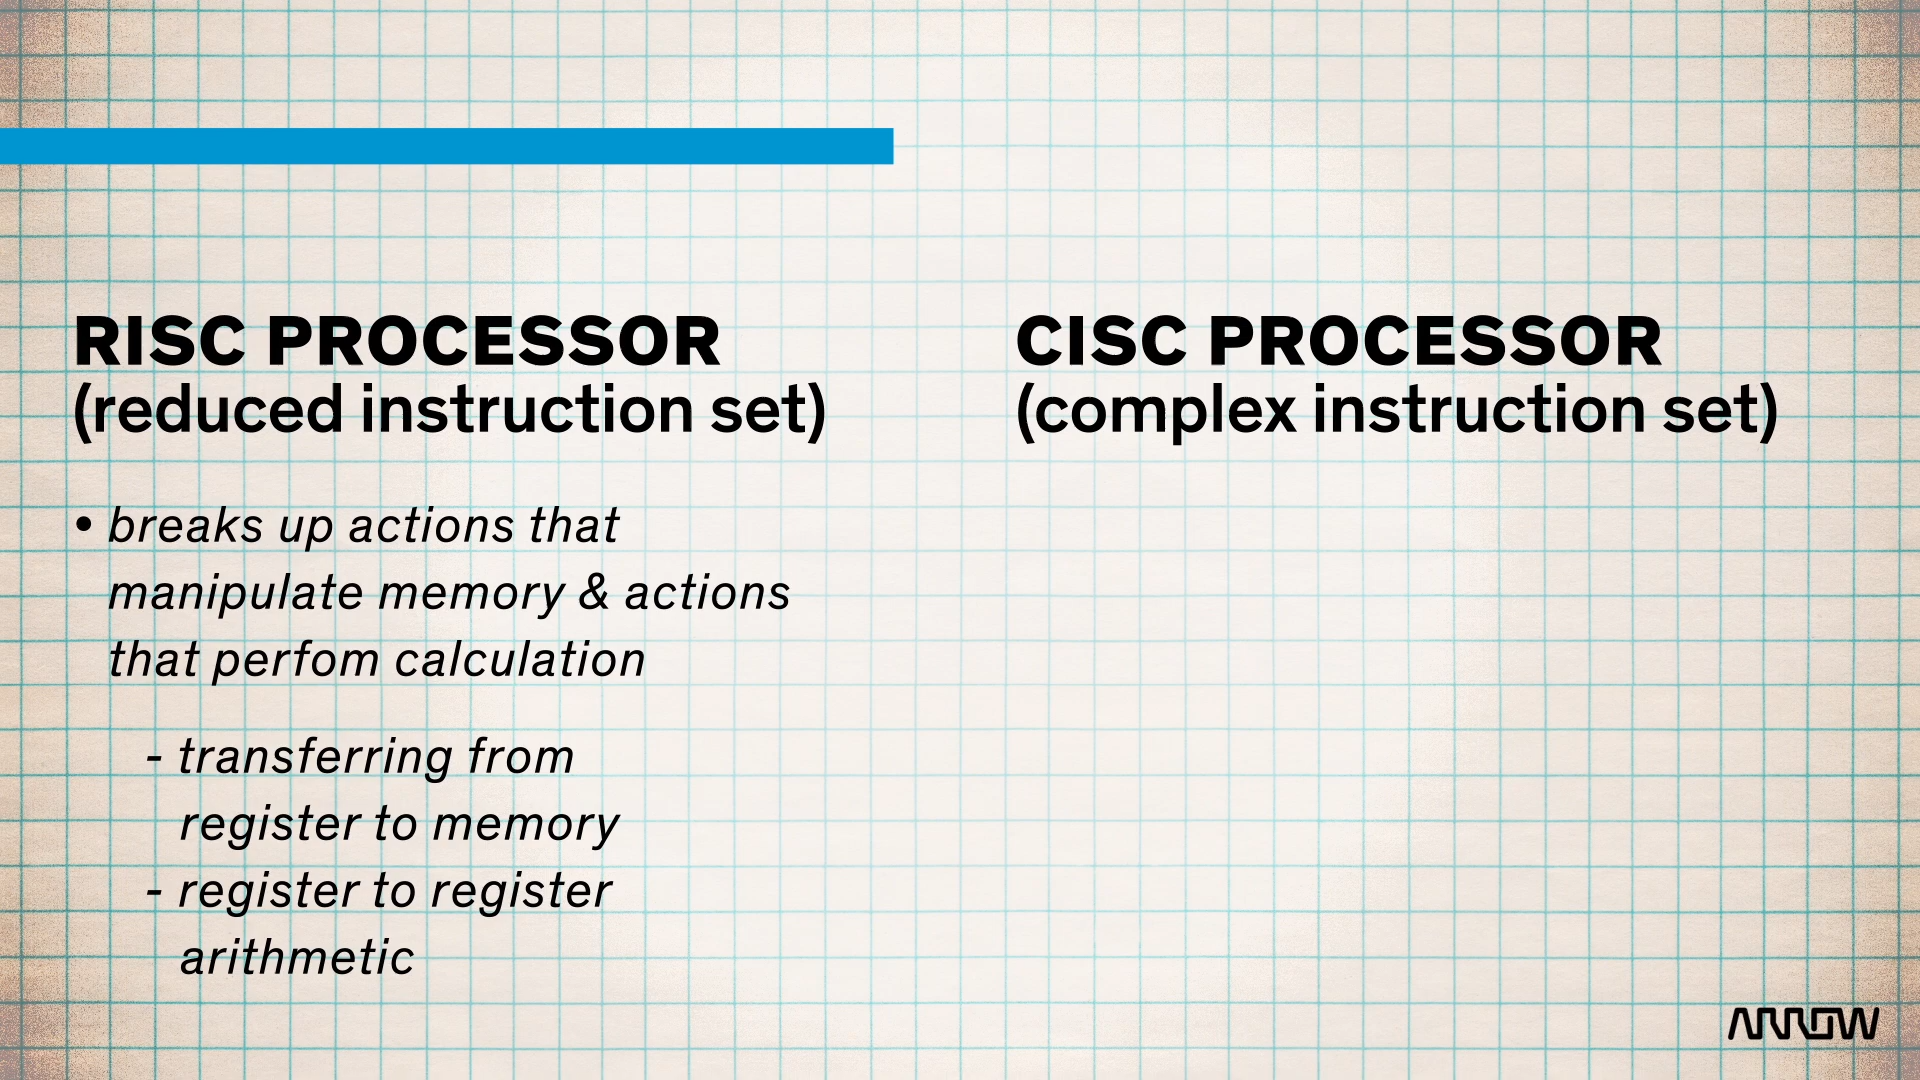 RISC PROCESSOR
(reduced instruction set)
• breaks up actions that
manipulate memory & actions
that perfom calculation
- transferring from
register to memory
- register to register
arithmetic
CISC PROCESSOR
(complex instruction set)
ARROW